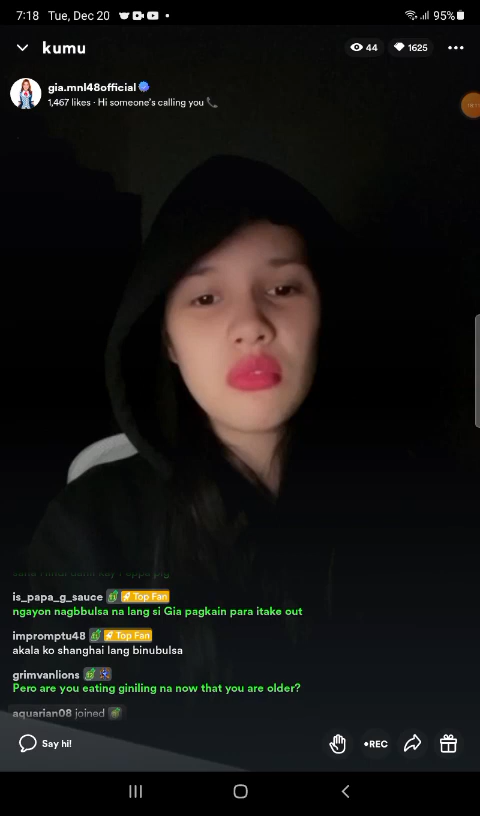 7:18 Tue, Dec 20 95%
kumu 44 1625
gia.mnl48official
1,467 likes · Hi someone's calling you 📞
is_papa_g_sauce Top Fan
ngayon nagbbulsa na lang si Gia pagkain para itake out
impromptu48 Top Fan
akala ko shanghai lang binubulsa
grimvanlions
Pero are you eating giniling na now that you are older?
aquarian08 joined
Say hi! •REC